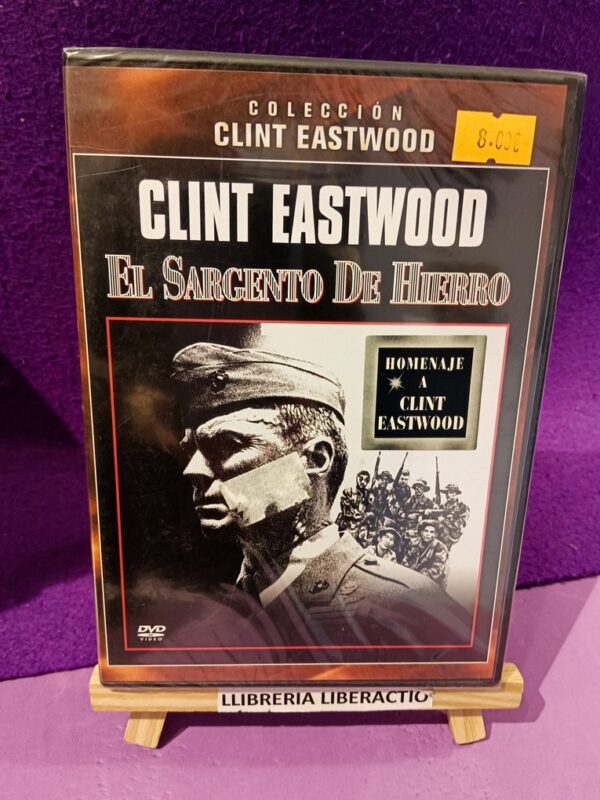 COLECCIÓN
CLINT EASTWOOD
8.00€
CLINT EASTWOOD
EL SARGENTO DE HIERRO
HOMENAJE
A
CLINT
EASTWOOD
DVD
VIDEO
LLIBRERIA LIBERACTIO